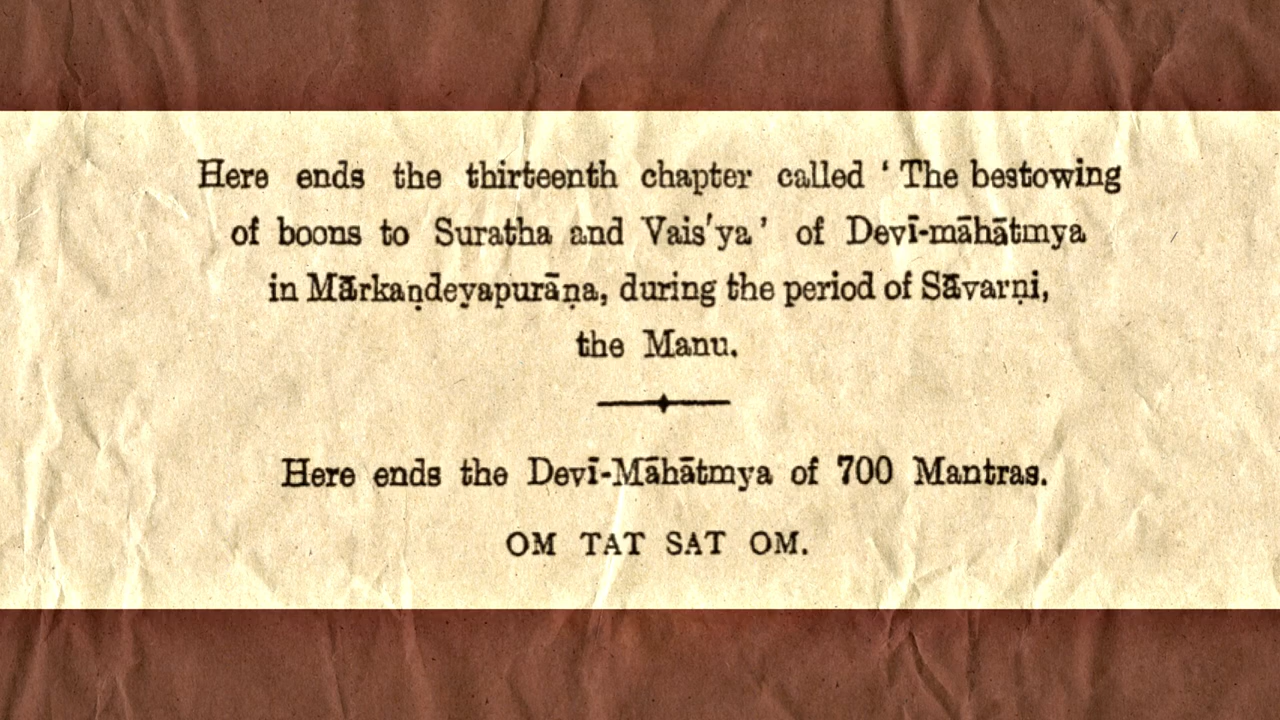 Here ends the thirteenth chapter called ‘ The bestowing
of boons to Suratha and Vais′ya ’ of Devī-māhātmya
in Mārkaṇdeyapurāṇa, during the period of Sāvarṇi,
the Manu.
Here ends the Devī-Māhātmya of 700 Mantras.
OM TAT SAT OM.